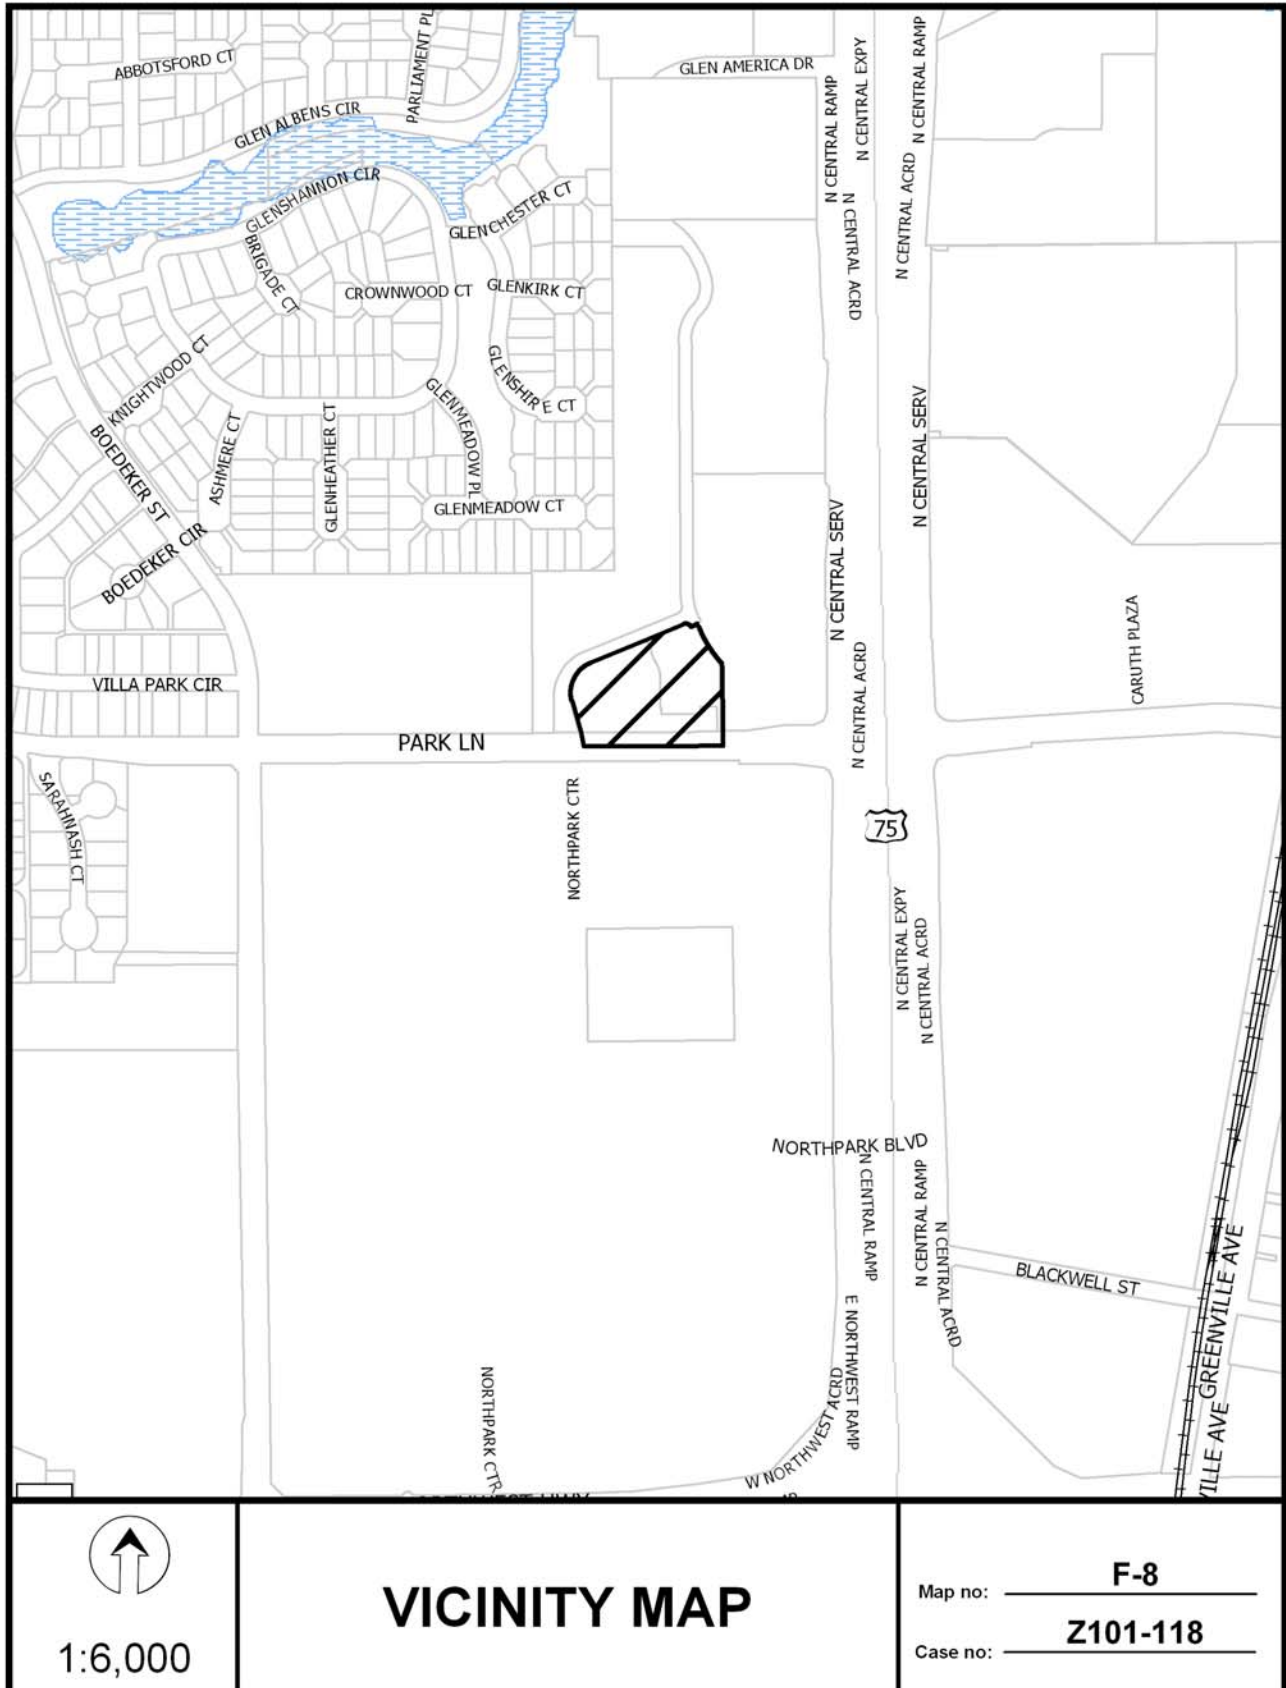 ABBOTSFORD CT
PARLIAMENT PL
GLEN AMERICA DR
N CENTRAL RAMP
N CENTRAL EXPY
N CENTRAL RAMP
GLEN ALBENS CIR
GLENSHANNON CIR
GLENCHESTER CT
N CENTRAL ACRD
N CENTRAL ACRD
BRIGADE CT
CROWNWOOD CT
GLENKIRK CT
KNIGHTWOOD CT
GLENSHIRE CT
GLENMEADOW PL
ASHMERE CT
GLENHEATHER CT
BOEDEKER ST
GLENMEADOW CT
N CENTRAL SERV
N CENTRAL SERV
BOEDEKER CIR
CARUTH PLAZA
VILLA PARK CIR
N CENTRAL ACRD
PARK LN
SARAHNASH CT
NORTHPARK CTR
75
N CENTRAL EXPY
N CENTRAL ACRD
NORTHPARK BLVD
N CENTRAL RAMP
N CENTRAL RAMP
N CENTRAL ACRD
BLACKWELL ST
GREENVILLE AVE
E NORTHWEST RAMP
NORTHPARK CTR
W NORTHWEST ACRD
VILLE AVE
1:6,000
VICINITY MAP
Map no: F-8
Case no: Z101-118